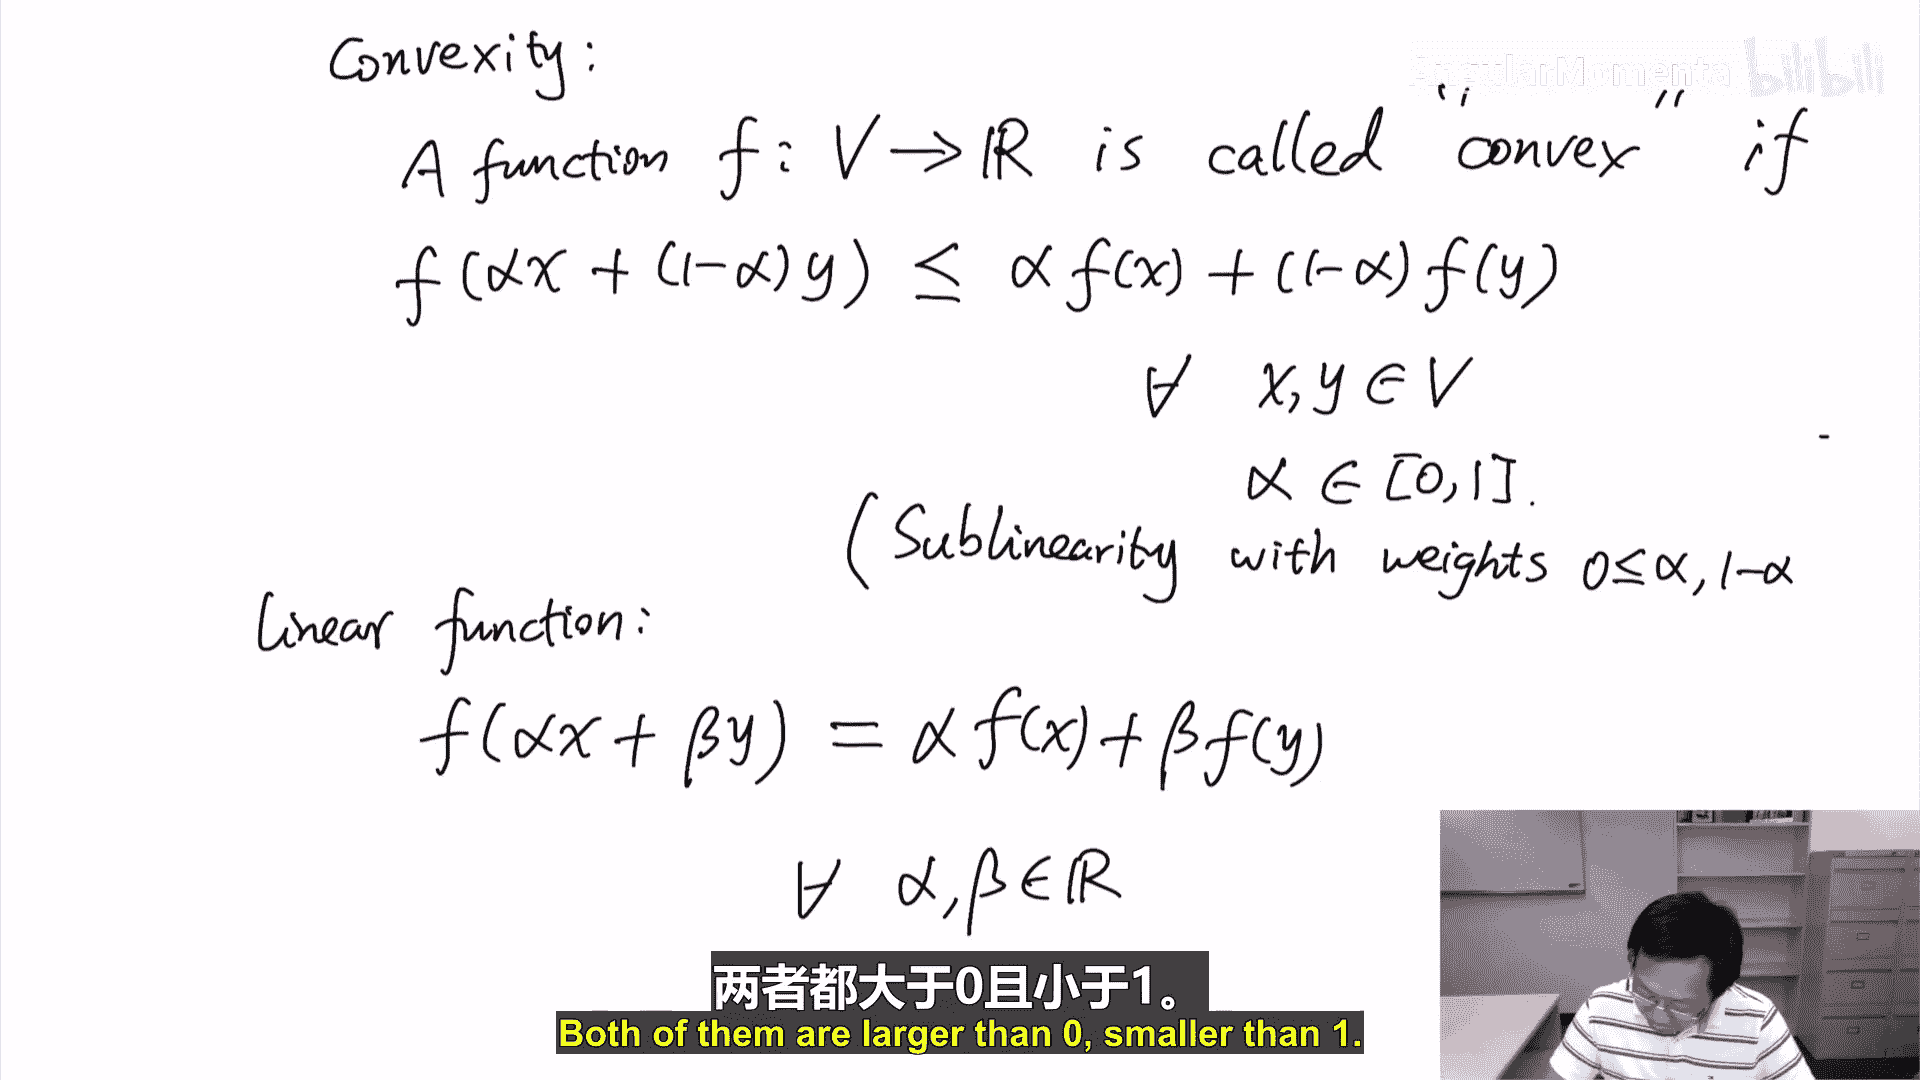 Convexity:
AngularMomenta bilibili
A function f: V → ℝ is called "convex" if
f(αx + (1-α)y) ≤ αf(x) + (1-α)f(y)
∀ x, y ∈ V
α ∈ [0,1].
(Sublinearity with weights 0≤α, 1-α
Linear function:
f(αx + βy) = αf(x) + βf(y)
∀ α, β ∈ ℝ
两者都大于0且小于1。
Both of them are larger than 0, smaller than 1.